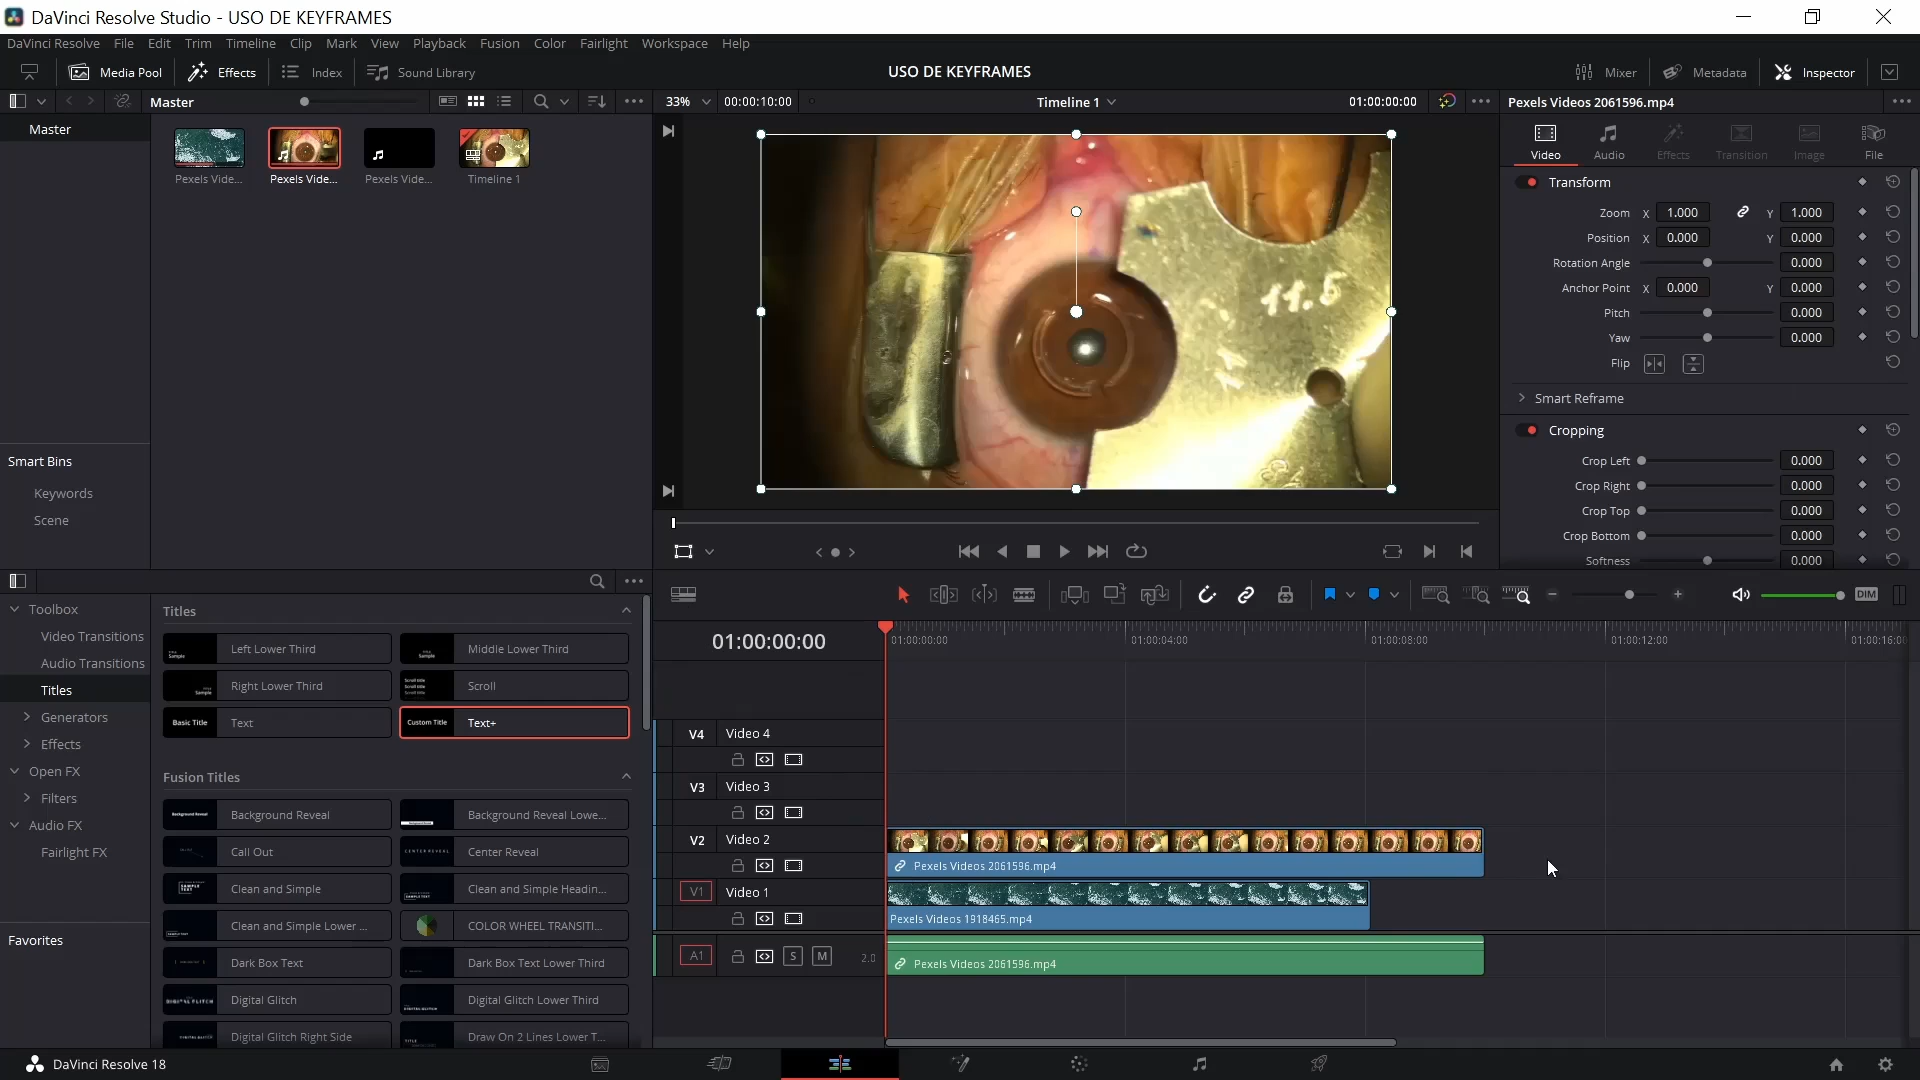 DaVinci Resolve Studio - USO DE KEYFRAMES
DaVinci Resolve File Edit Trim Timeline Clip Mark View Playback Fusion Color Fairlight Workspace Help
Media Pool Effects Index Sound Library USO DE KEYFRAMES Mixer Metadata Inspector
Master 33% 00:00:10:00 Timeline 1 01:00:00:00 Pexels Videos 2061596.mp4
Master
Pexels Vide... Pexels Vide... Pexels Vide... Timeline 1
Smart Bins
Keywords
Scene
11.5
Video Audio Effects Transition Image File
Transform
Zoom X 1.000 Y 1.000
Position X 0.000 Y 0.000
Rotation Angle 0.000
Anchor Point X 0.000 Y 0.000
Pitch 0.000
Yaw 0.000
Flip
Smart Reframe
Cropping
Crop Left 0.000
Crop Right 0.000
Crop Top 0.000
Crop Bottom 0.000
Softness 0.000
Toolbox
Video Transitions
Audio Transitions
Titles
Generators
Effects
Open FX
Filters
Audio FX
Fairlight FX
Favorites
Titles
Left Lower Third Middle Lower Third
Right Lower Third Scroll
Basic Title Text Custom Title Text+
Fusion Titles
Background Reveal Background Reveal Lowe...
Call Out Center Reveal
Clean and Simple Clean and Simple Headin...
Clean and Simple Lower ... COLOR WHEEL TRANSITI...
Dark Box Text Dark Box Text Lower Third
Digital Glitch Digital Glitch Lower Third
Digital Glitch Right Side Draw On 2 Lines Lower T...
DIM
01:00:00:00 01:00:00:00 01:00:04:00 01:00:08:00 01:00:12:00 01:00:16:00
V4 Video 4
V3 Video 3
V2 Video 2
Pexels Videos 2061596.mp4
V1 Video 1
Pexels Videos 1918465.mp4
A1 S M 2.0
Pexels Videos 2061596.mp4
DaVinci Resolve 18